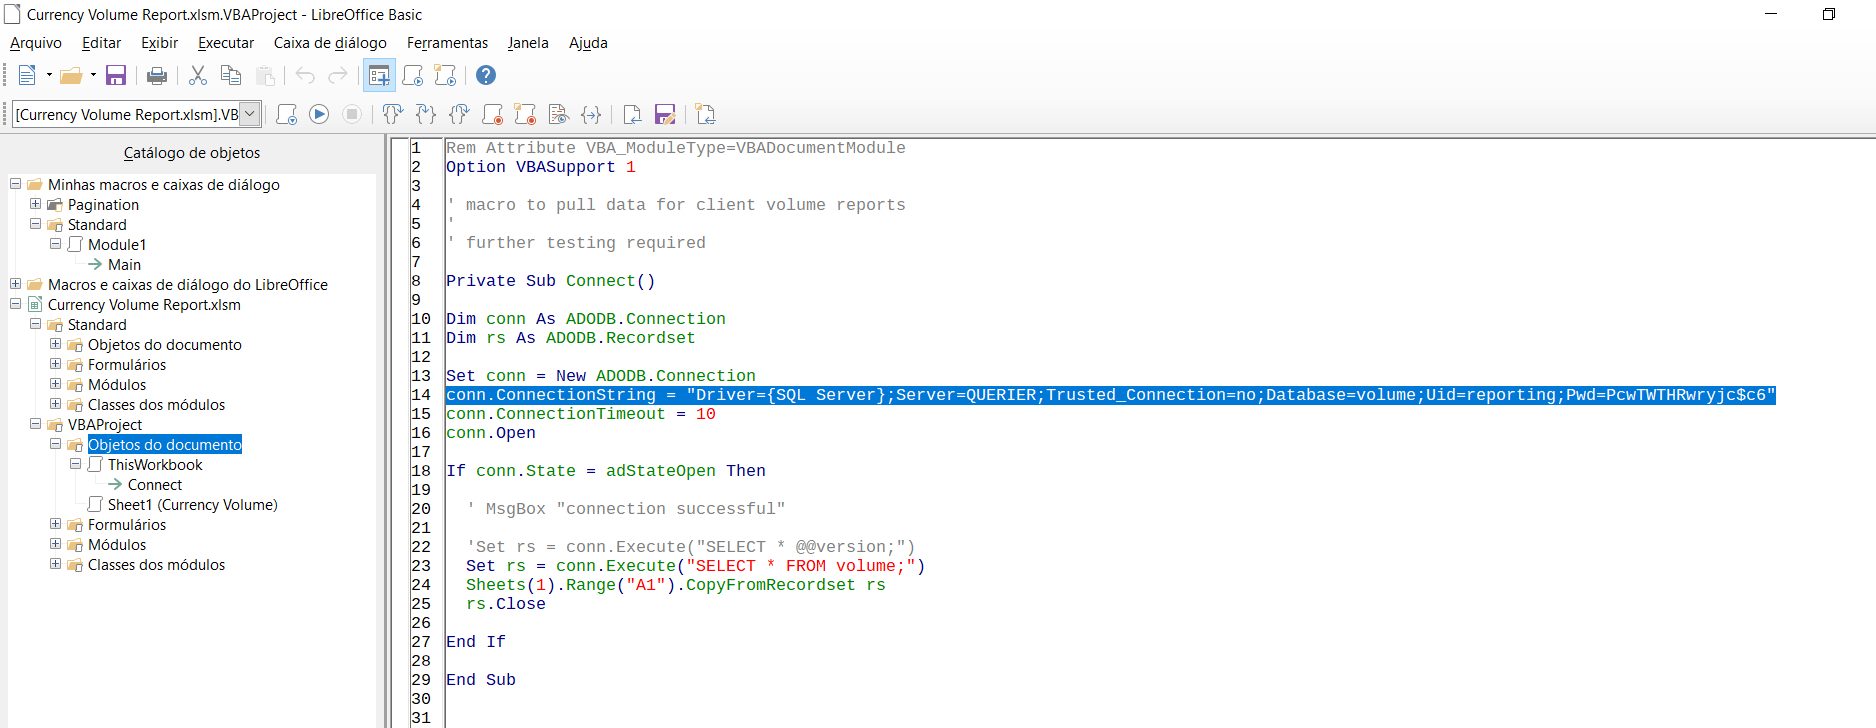 Currency Volume Report.xlsm.VBAProject - LibreOffice Basic
Arquivo Editar Exibir Executar Caixa de diálogo Ferramentas Janela Ajuda
[Currency Volume Report.xlsm].VB
Catálogo de objetos
Minhas macros e caixas de diálogo
Pagination
Standard
Module1
Main
Macros e caixas de diálogo do LibreOffice
Currency Volume Report.xlsm
Standard
Objetos do documento
Formulários
Módulos
Classes dos módulos
VBAProject
Objetos do documento
ThisWorkbook
Connect
Sheet1 (Currency Volume)
Formulários
Módulos
Classes dos módulos
1 Rem Attribute VBA_ModuleType=VBADocumentModule
2 Option VBASupport 1
3
4 ' macro to pull data for client volume reports
5 '
6 ' further testing required
7
8 Private Sub Connect()
9
10 Dim conn As ADODB.Connection
11 Dim rs As ADODB.Recordset
12
13 Set conn = New ADODB.Connection
14 conn.ConnectionString = "Driver={SQL Server};Server=QUERIER;Trusted_Connection=no;Database=volume;Uid=reporting;Pwd=PcwTWTHRwryjc$c6"
15 conn.ConnectionTimeout = 10
16 conn.Open
17
18 If conn.State = adStateOpen Then
19
20 ' MsgBox "connection successful"
21
22 'Set rs = conn.Execute("SELECT * @@version;")
23 Set rs = conn.Execute("SELECT * FROM volume;")
24 Sheets(1).Range("A1").CopyFromRecordset rs
25 rs.Close
26
27 End If
28
29 End Sub
30
31